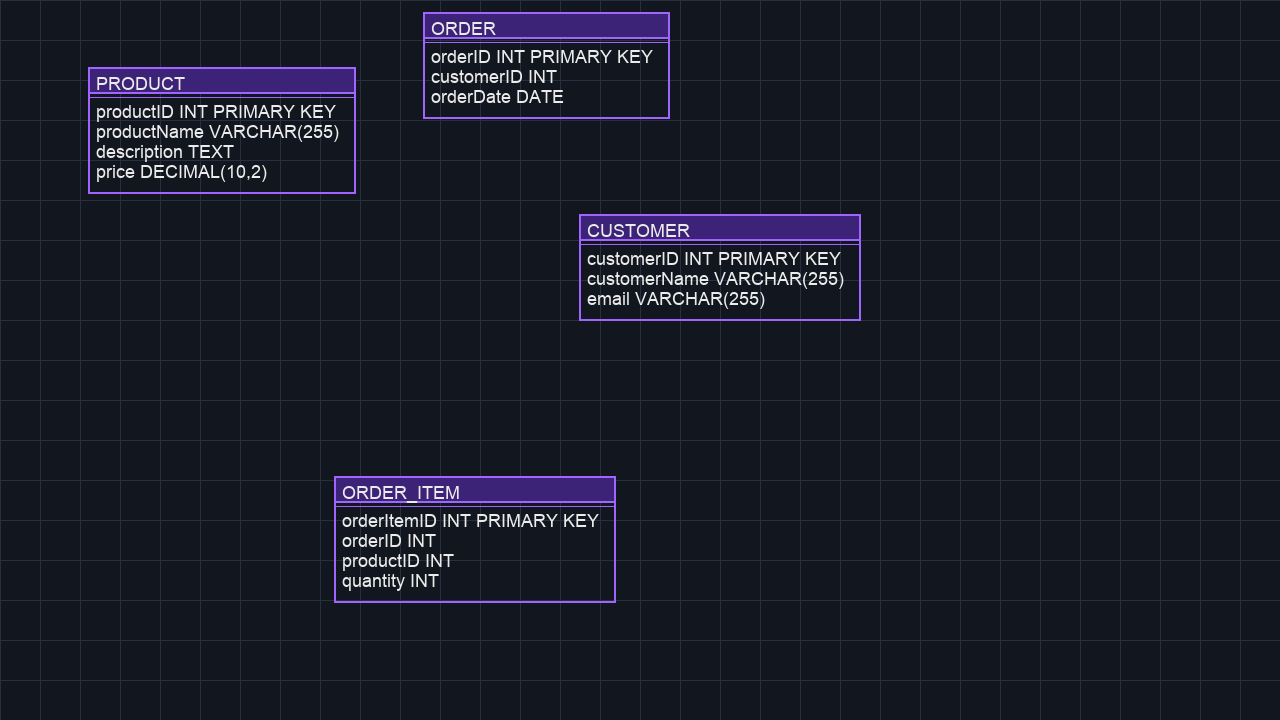 ORDER
orderID INT PRIMARY KEY
customerID INT
orderDate DATE
PRODUCT
productID INT PRIMARY KEY
productName VARCHAR(255)
description TEXT
price DECIMAL(10,2)
CUSTOMER
customerID INT PRIMARY KEY
customerName VARCHAR(255)
email VARCHAR(255)
ORDER_ITEM
orderItemID INT PRIMARY KEY
orderID INT
productID INT
quantity INT